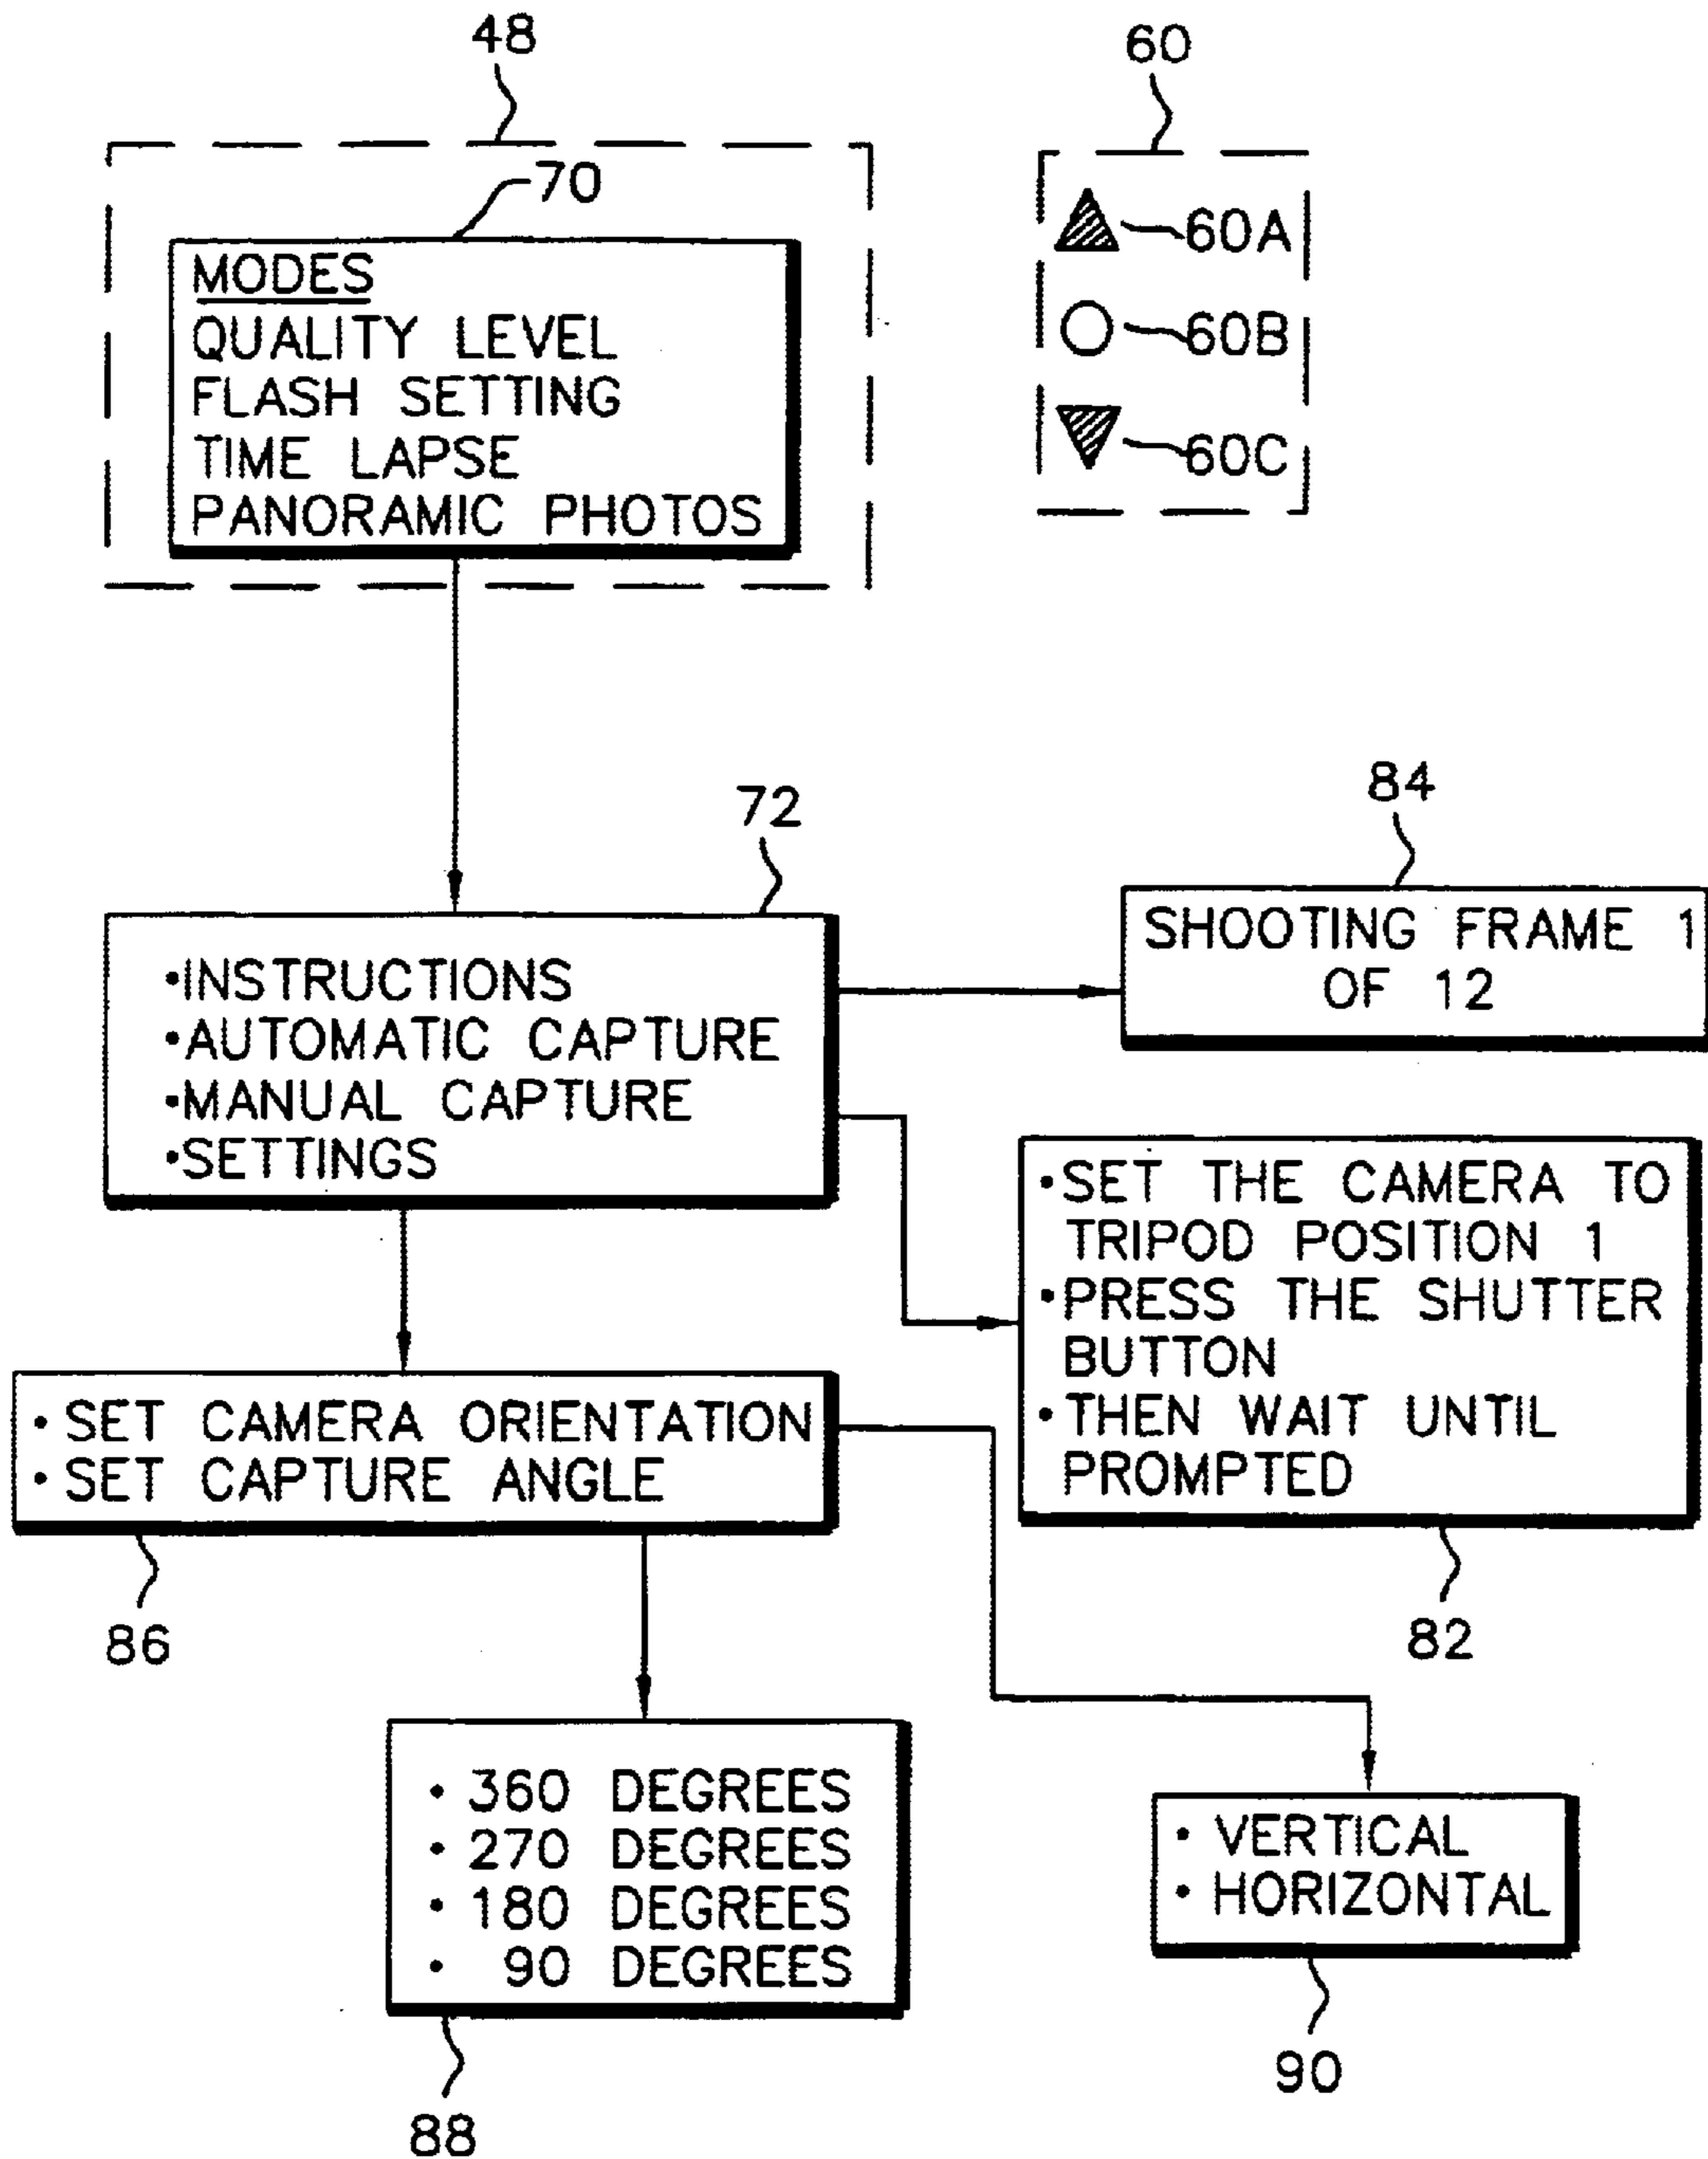 48
60
70
MODES
QUALITY LEVEL
FLASH SETTING
TIME LAPSE
PANORAMIC PHOTOS
60A
60B
60C
72
84
•INSTRUCTIONS
•AUTOMATIC CAPTURE
•MANUAL CAPTURE
•SETTINGS
SHOOTING FRAME 1
OF 12
•SET THE CAMERA TO
TRIPOD POSITION 1
•PRESS THE SHUTTER
BUTTON
•THEN WAIT UNTIL
PROMPTED
82
• SET CAMERA ORIENTATION
• SET CAPTURE ANGLE
86
• 360 DEGREES
• 270 DEGREES
• 180 DEGREES
• 90 DEGREES
88
• VERTICAL
• HORIZONTAL
90